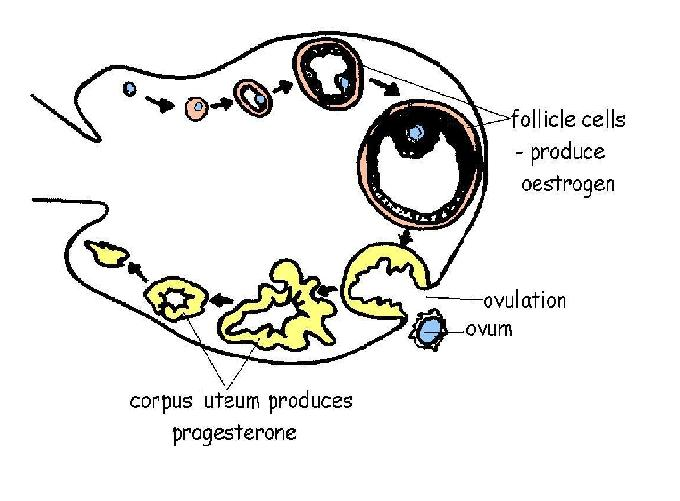 follicle cells
- produce
oestrogen
ovulation
ovum
corpus uteum produces
progesterone